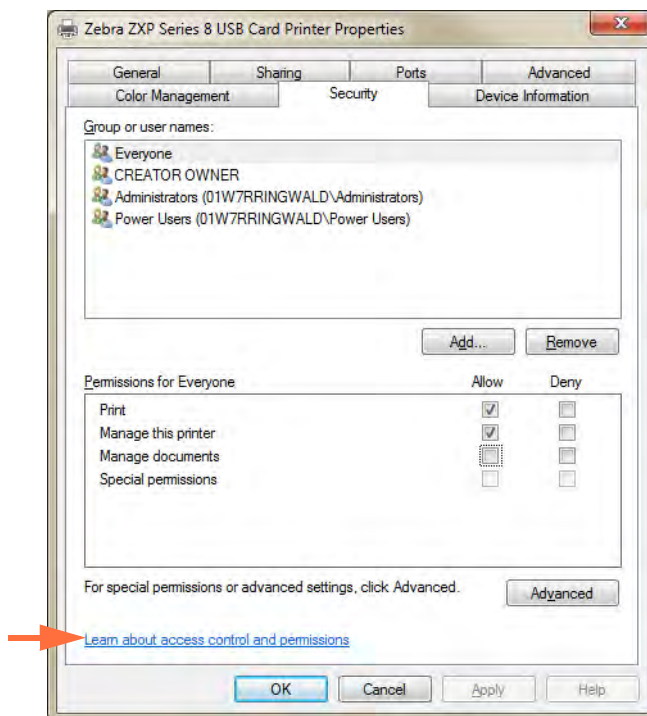 Zebra ZXP Series 8 USB Card Printer Properties
General Sharing Ports Advanced
Color Management Security Device Information
Group or user names:
Everyone
CREATOR OWNER
Administrators (01W7RRINGWALD\Administrators)
Power Users (01W7RRINGWALD\Power Users)
Add... Remove
Permissions for Everyone Allow Deny
Print
Manage this printer
Manage documents
Special permissions
For special permissions or advanced settings, click Advanced. Advanced
Learn about access control and permissions
OK Cancel Apply Help